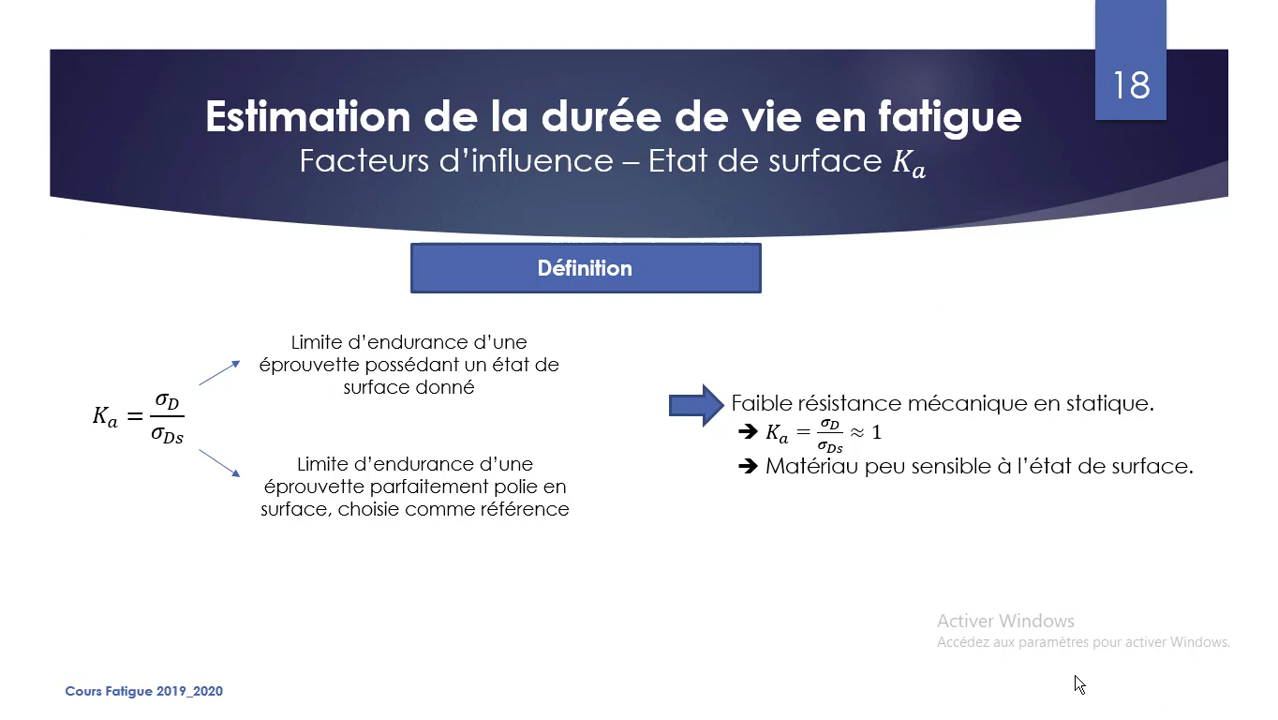 18
Estimation de la durée de vie en fatigue
Facteurs d’influence – Etat de surface Kₐ
Définition
Limite d’endurance d’une
éprouvette possédant un état de
surface donné
Kₐ = σ_D / σ_Ds
Limite d’endurance d’une
éprouvette parfaitement polie en
surface, choisie comme référence
Faible résistance mécanique en statique.
➔ Kₐ = σ_D / σ_Ds ≈ 1
➔ Matériau peu sensible à l’état de surface.
Activer Windows
Accédez aux paramètres pour activer Windows.
Cours Fatigue 2019_2020